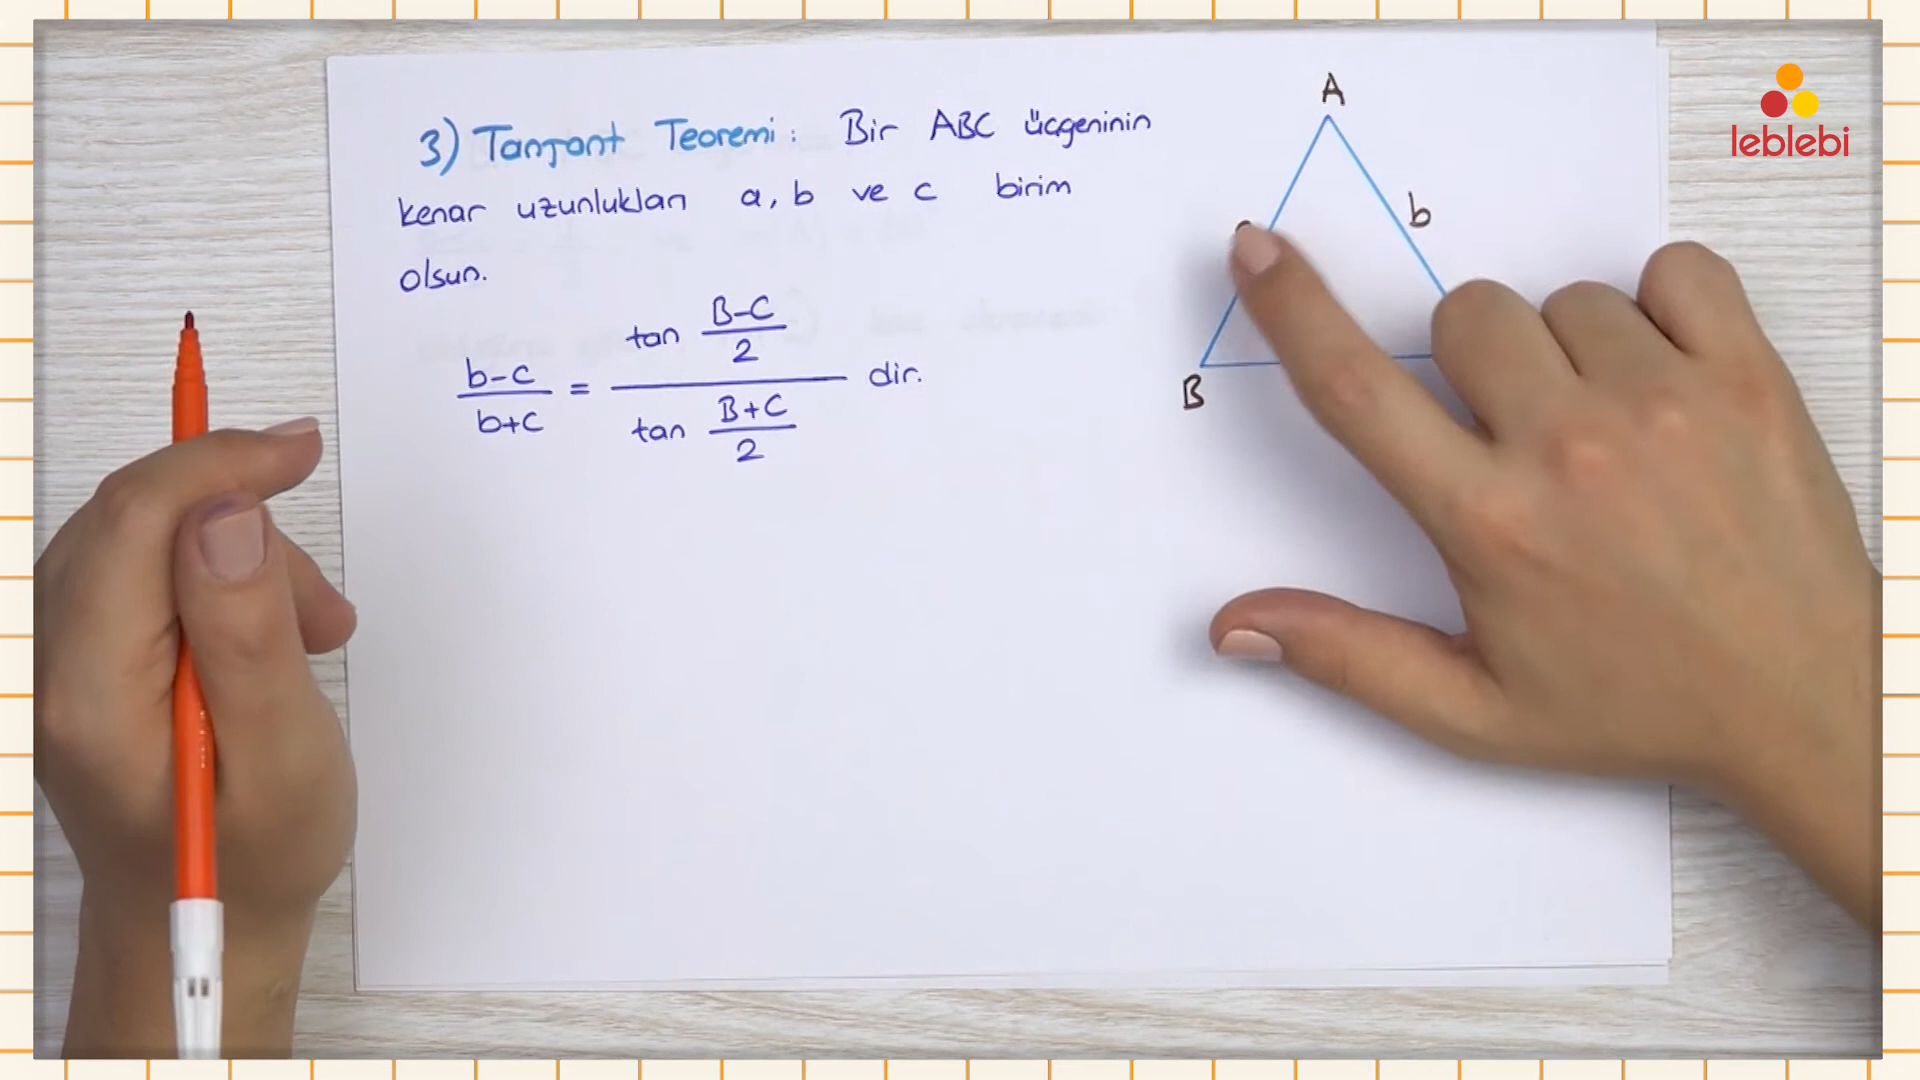 3) Tanjant Teoremi: Bir ABC üçgeninin
kenar uzunlukları a, b ve c birim
olsun.
b-c / b+c = tan B-C / 2 / tan B+C / 2 dir.
A
b
B
leblebi